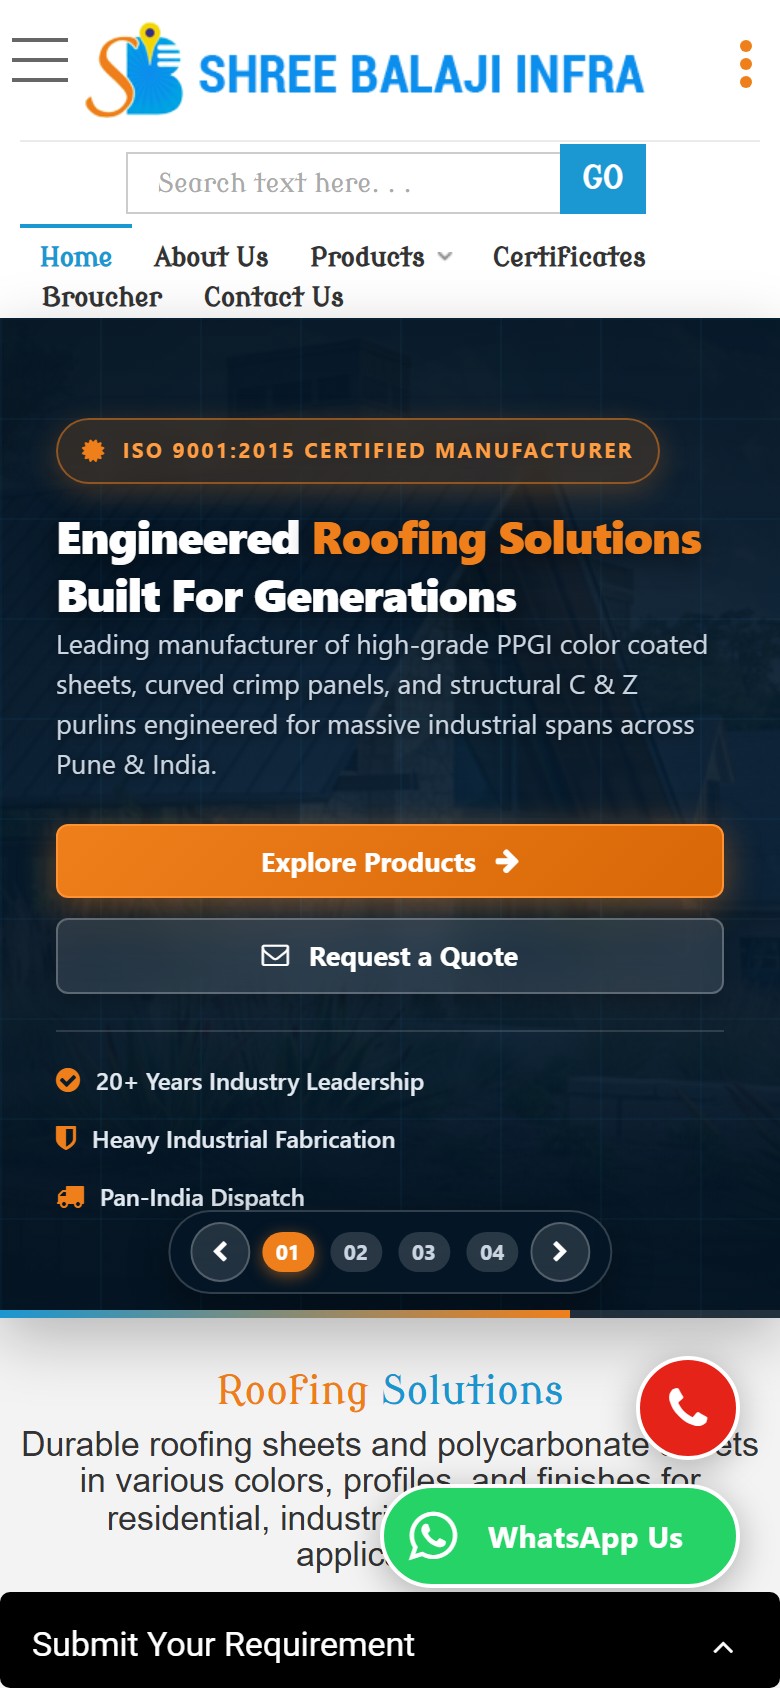 SHREE BALAJI INFRA
Search text here. . .
GO
Home About Us Products Certificates
Broucher Contact Us
ISO 9001:2015 CERTIFIED MANUFACTURER
Engineered Roofing Solutions
Built For Generations
Leading manufacturer of high-grade PPGI color coated
sheets, curved crimp panels, and structural C & Z
purlins engineered for massive industrial spans across
Pune & India.
Explore Products
Request a Quote
20+ Years Industry Leadership
Heavy Industrial Fabrication
Pan-India Dispatch
01 02 03 04
Roofing Solutions
Durable roofing sheets and polycarbonate
in various colors, profiles, and finishes for
residential,
WhatsApp Us
Submit Your Requirement